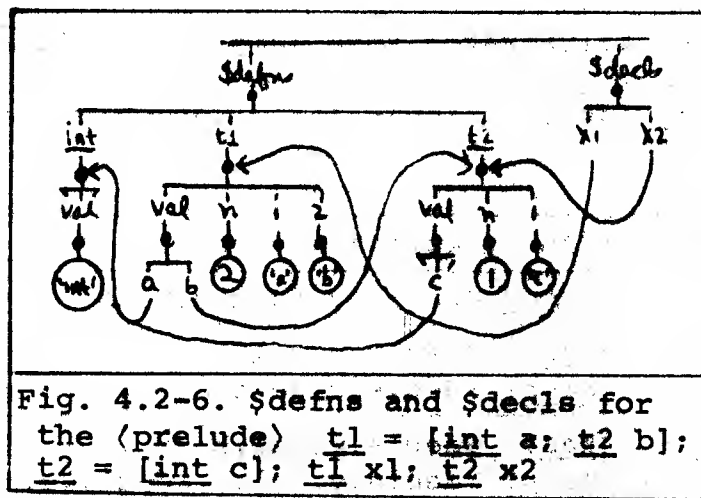 $defns $decls
int t1 t2 x1 x2
val val n 1 2 val n 1
'int' a b 2 'a' 'b' c 1 'c'
Fig. 4.2-6. $defns and $decls for
the ⟨prelude⟩ t1 = [int a; t2 b];
t2 = [int c]; t1 x1; t2 x2